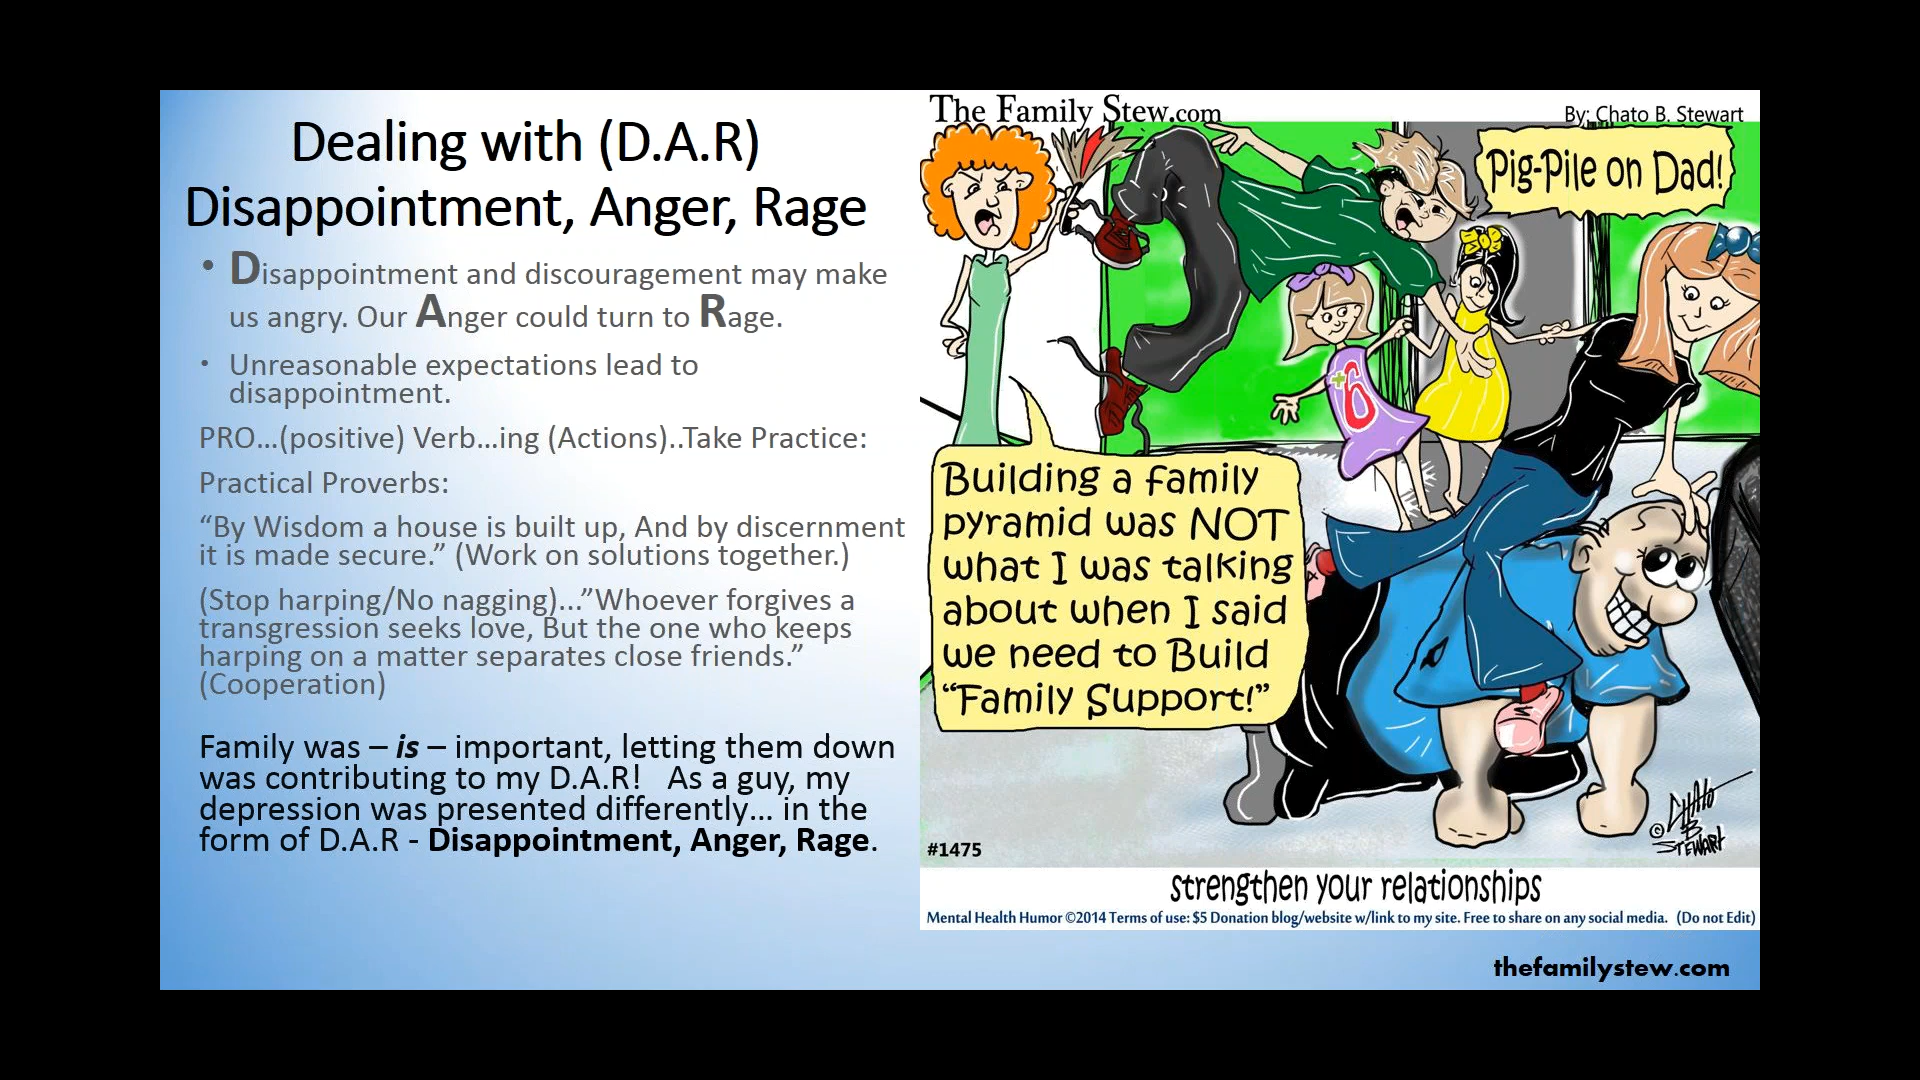 Dealing with (D.A.R)
Disappointment, Anger, Rage
• Disappointment and discouragement may make
us angry. Our Anger could turn to Rage.
• Unreasonable expectations lead to
disappointment.
PRO…(positive) Verb…ing (Actions)..Take Practice:
Practical Proverbs:
“By Wisdom a house is built up, And by discernment
it is made secure.” (Work on solutions together.)
(Stop harping/No nagging)...”Whoever forgives a
transgression seeks love, But the one who keeps
harping on a matter separates close friends.”
(Cooperation)
Family was – is – important, letting them down
was contributing to my D.A.R! As a guy, my
depression was presented differently... in the
form of D.A.R - Disappointment, Anger, Rage.
The Family Stew.com
By: Chato B. Stewart
Pig-Pile on Dad!
+6
Building a family
pyramid was NOT
what I was talking
about when I said
we need to Build
“Family Support!”
© CHATO
B
STEWART
#1475
strengthen your relationships
Mental Health Humor ©2014 Terms of use: $5 Donation blog/website w/link to my site. Free to share on any social media. (Do not Edit)
thefamilystew.com